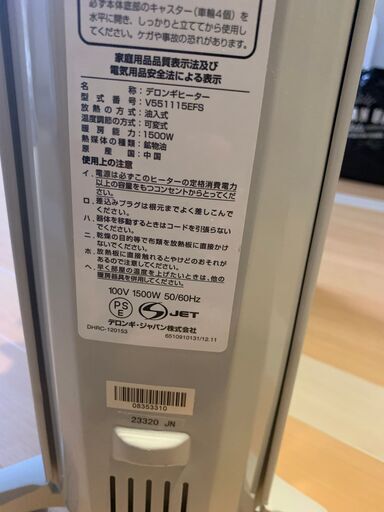 必ず本体底部のキャスター（車輪4個）を
水平に開き、しっかりと立ててから使用し
てください。ケガや事故の恐れがあります。
家庭用品品質表示法及び
電気用品安全法による表示
品名：デロンギヒーター
型式番号：V551115EFS
放熱の方式：油入式
温度調節の方式：可変式
暖房能力：1500W
熱媒体の種類：鉱物油
原産国：中国
使用上の注意
イ．電源は必ずこのヒーターの定格消費電力
以上の容量をもつコンセントからとってくだ
さい。
ロ．差込みプラグは根元までよく差しこんで
ください。
ハ．器体を移動するときはコードを引張らない
でください。
ニ．乾燥の目的等で布類を放熱板に直接かけ
ないでください。
ホ．放熱板に直接触れるとやけどのおそれが
あるので注意してください。
ヘ．早く部屋の温度を上げたいときは、他の
暖房器具を併用してください。
100V 1500W 50/60Hz
PS
E
JET
デロンギ・ジャパン株式会社
DHRC-120153
6510910131/12.11
08353310
23320 JN